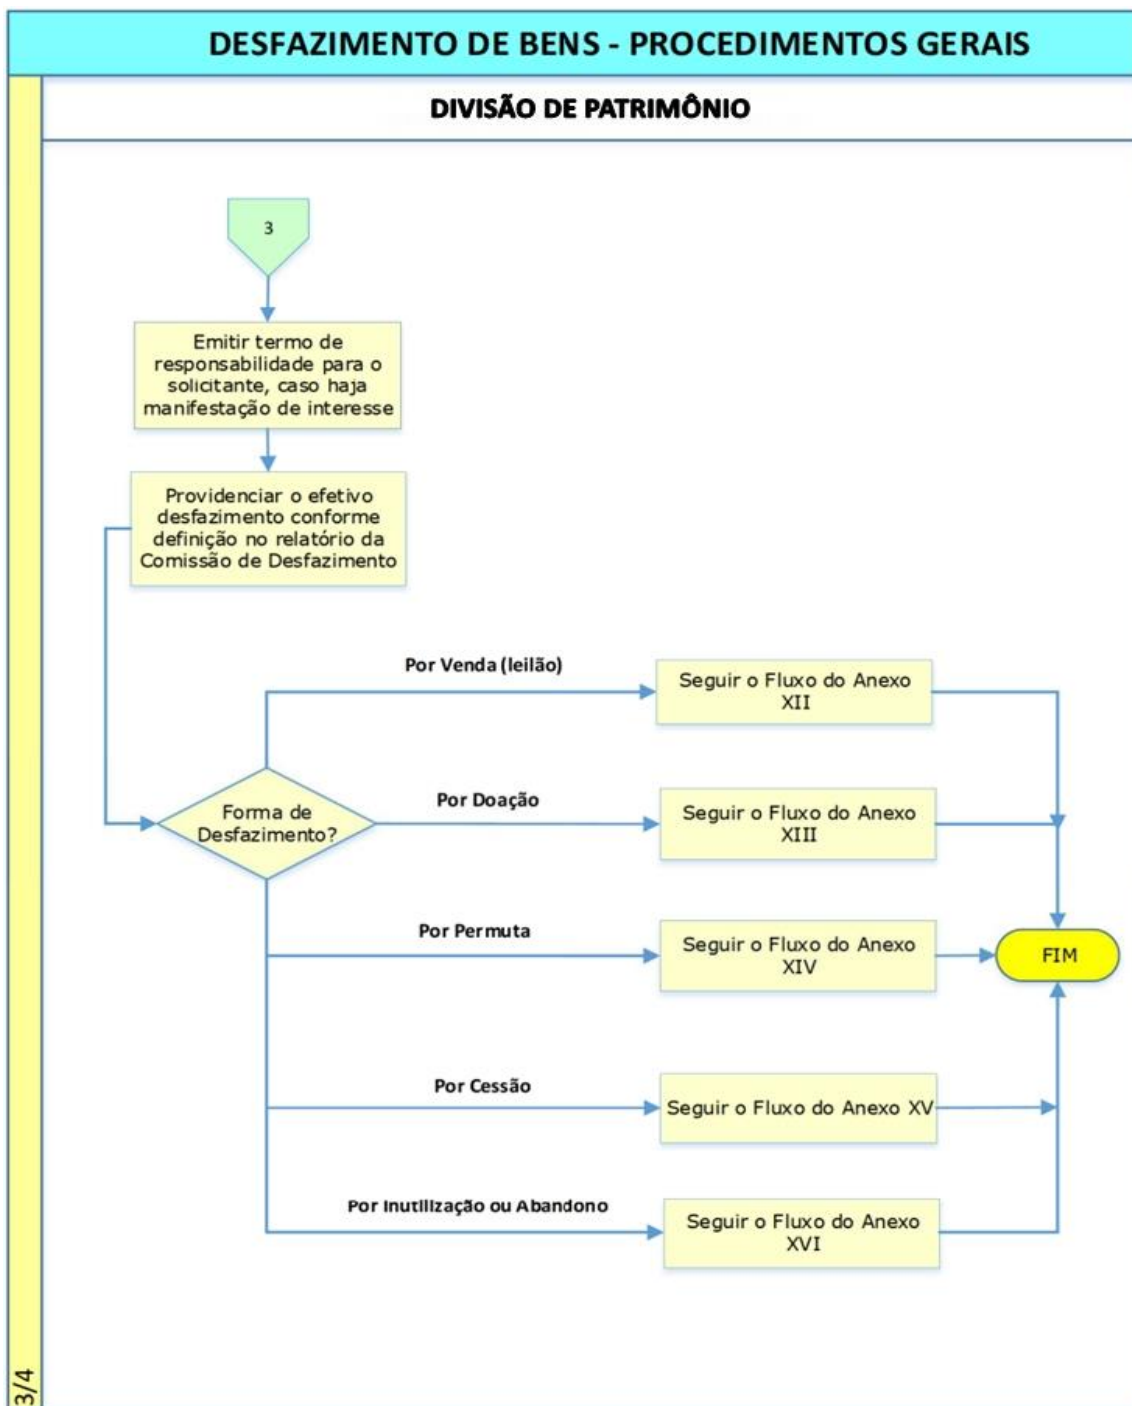 DESFAZIMENTO DE BENS - PROCEDIMENTOS GERAIS
DIVISÃO DE PATRIMÔNIO
3
Emitir termo de
responsabilidade para o
solicitante, caso haja
manifestação de interesse
Providenciar o efetivo
desfazimento conforme
definição no relatório da
Comissão de Desfazimento
Forma de
Desfazimento?
Por Venda (leilão)
Seguir o Fluxo do Anexo
XII
Por Doação
Seguir o Fluxo do Anexo
XIII
Por Permuta
Seguir o Fluxo do Anexo
XIV
FIM
Por Cessão
Seguir o Fluxo do Anexo XV
Por Inutilização ou Abandono
Seguir o Fluxo do Anexo
XVI
3/4